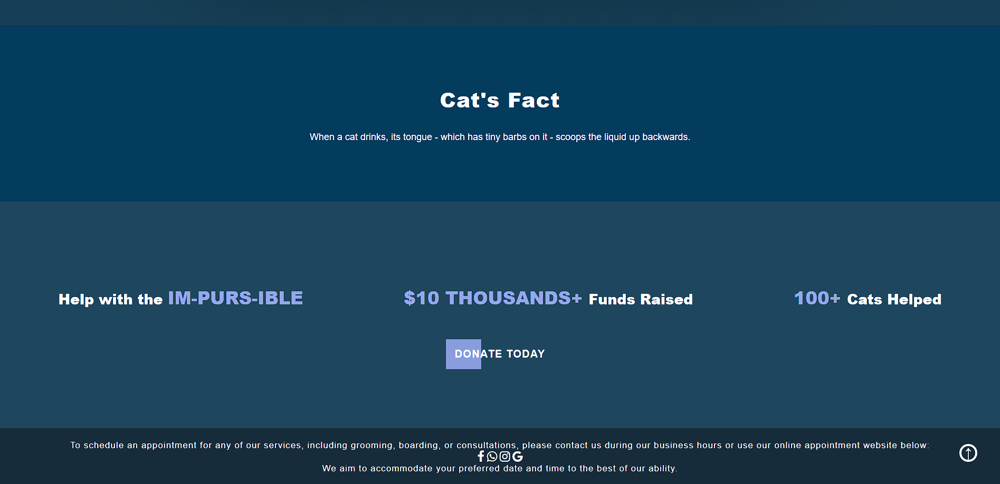 Cat's Fact
When a cat drinks, its tongue - which has tiny barbs on it - scoops the liquid up backwards.
Help with the IM-PURS-IBLE
$10 THOUSANDS+ Funds Raised
100+ Cats Helped
DONATE TODAY
To schedule an appointment for any of our services, including grooming, boarding, or consultations, please contact us during our business hours or use our online appointment website below:
We aim to accommodate your preferred date and time to the best of our ability.